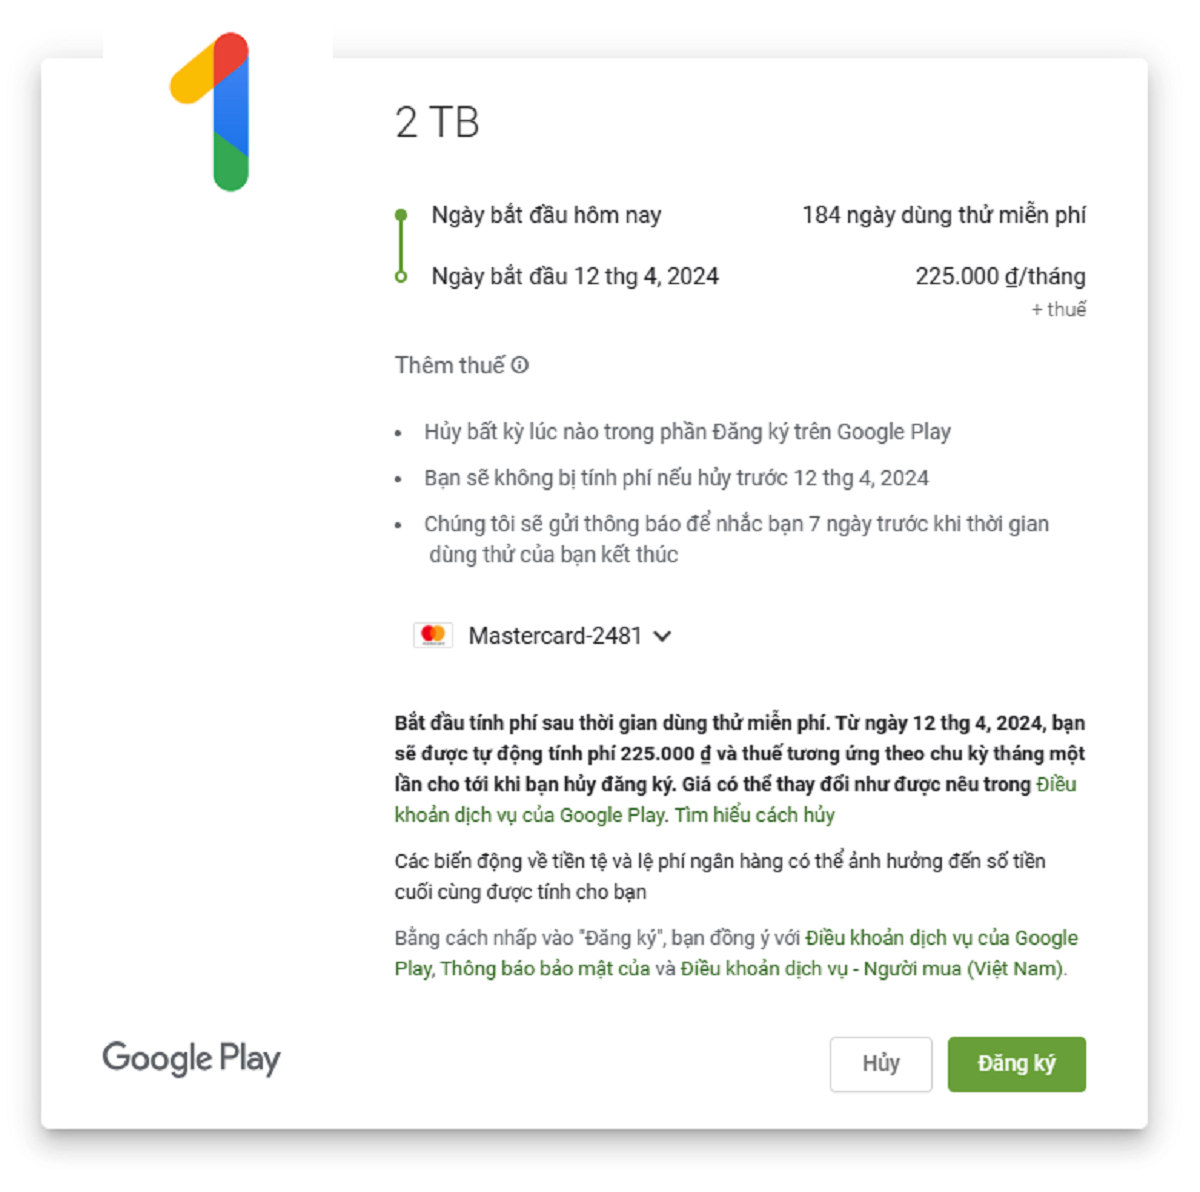 2 TB
Ngày bắt đầu hôm nay 184 ngày dùng thử miễn phí
Ngày bắt đầu 12 thg 4, 2024 225.000 ₫/tháng
+ thuế
Thêm thuế
• Hủy bất kỳ lúc nào trong phần Đăng ký trên Google Play
• Bạn sẽ không bị tính phí nếu hủy trước 12 thg 4, 2024
• Chúng tôi sẽ gửi thông báo để nhắc bạn 7 ngày trước khi thời gian
dùng thử của bạn kết thúc
Mastercard-2481
Bắt đầu tính phí sau thời gian dùng thử miễn phí. Từ ngày 12 thg 4, 2024, bạn
sẽ được tự động tính phí 225.000 ₫ và thuế tương ứng theo chu kỳ tháng một
lần cho tới khi bạn hủy đăng ký. Giá có thể thay đổi như được nêu trong Điều
khoản dịch vụ của Google Play. Tìm hiểu cách hủy
Các biến động về tiền tệ và lệ phí ngân hàng có thể ảnh hưởng đến số tiền
cuối cùng được tính cho bạn
Bằng cách nhấp vào "Đăng ký", bạn đồng ý với Điều khoản dịch vụ của Google
Play, Thông báo bảo mật của và Điều khoản dịch vụ - Người mua (Việt Nam).
Google Play Hủy Đăng ký